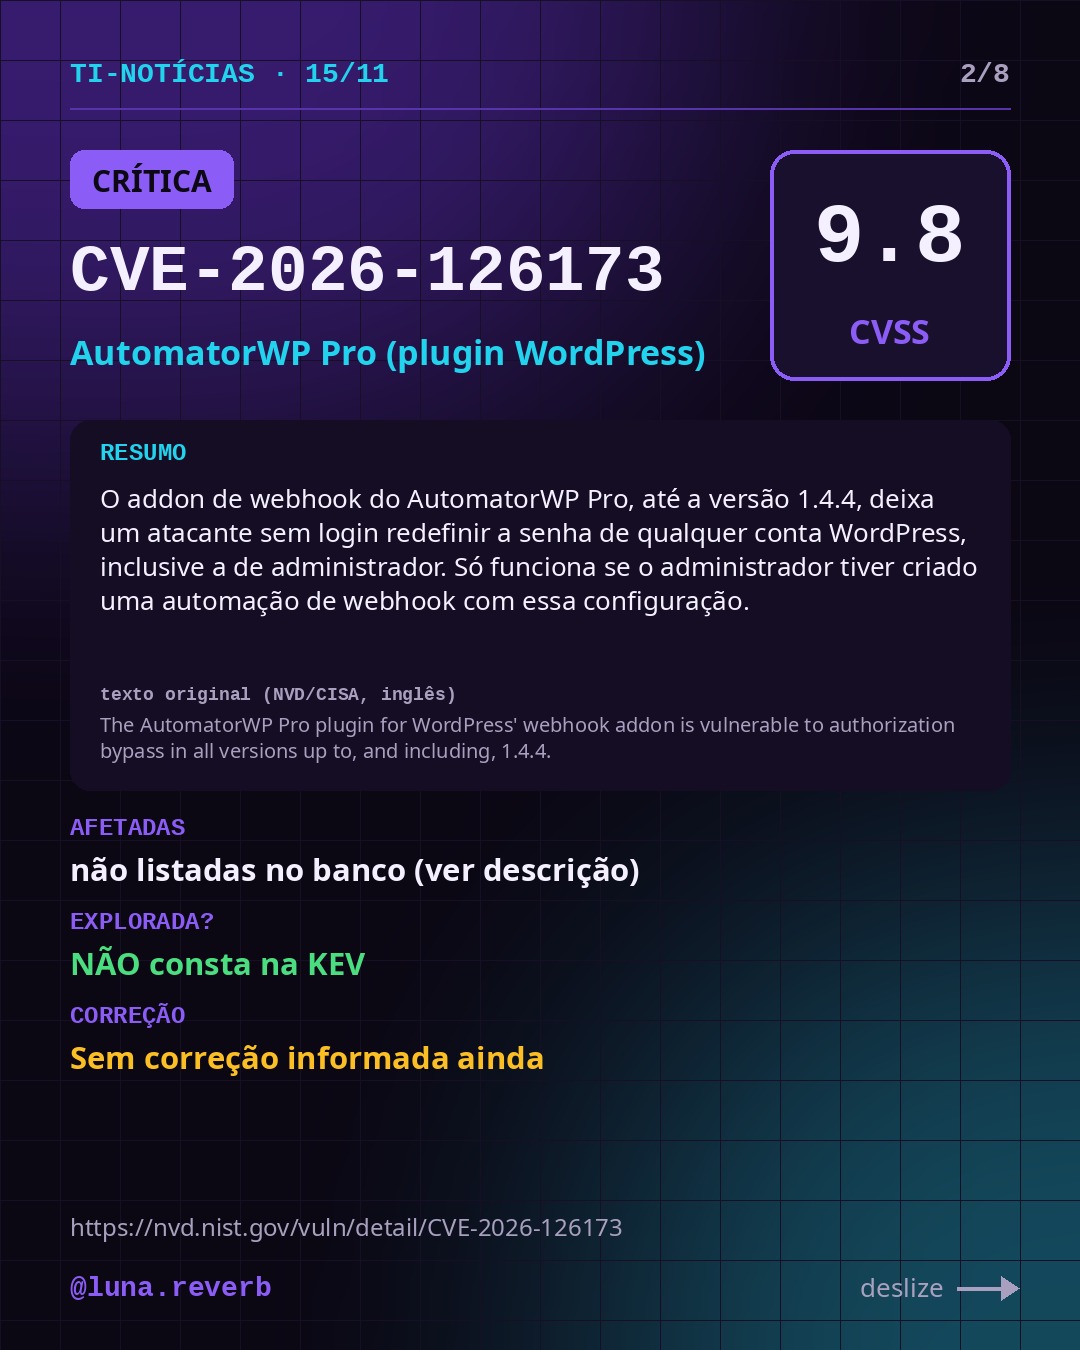 TI-NOTÍCIAS · 15/11
2/8
CRÍTICA
CVE-2026-126173
AutomatorWP Pro (plugin WordPress)
9.8
CVSS
RESUMO
O addon de webhook do AutomatorWP Pro, até a versão 1.4.4, deixa
um atacante sem login redefinir a senha de qualquer conta WordPress,
inclusive a de administrador. Só funciona se o administrador tiver criado
uma automação de webhook com essa configuração.
texto original (NVD/CISA, inglês)
The AutomatorWP Pro plugin for WordPress' webhook addon is vulnerable to authorization
bypass in all versions up to, and including, 1.4.4.
AFETADAS
não listadas no banco (ver descrição)
EXPLORADA?
NÃO consta na KEV
CORREÇÃO
Sem correção informada ainda
https://nvd.nist.gov/vuln/detail/CVE-2026-126173
@luna.reverb
deslize